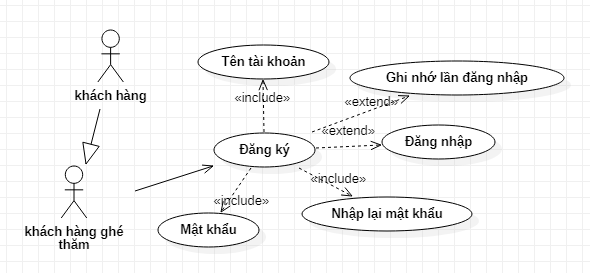 Tên tài khoản
Ghi nhớ lần đăng nhập
khách hàng
«include»
«extend»
«extend»
Đăng nhập
Đăng ký
«include»
«include»
khách hàng ghé
thăm
Mật khẩu
Nhập lại mật khẩu